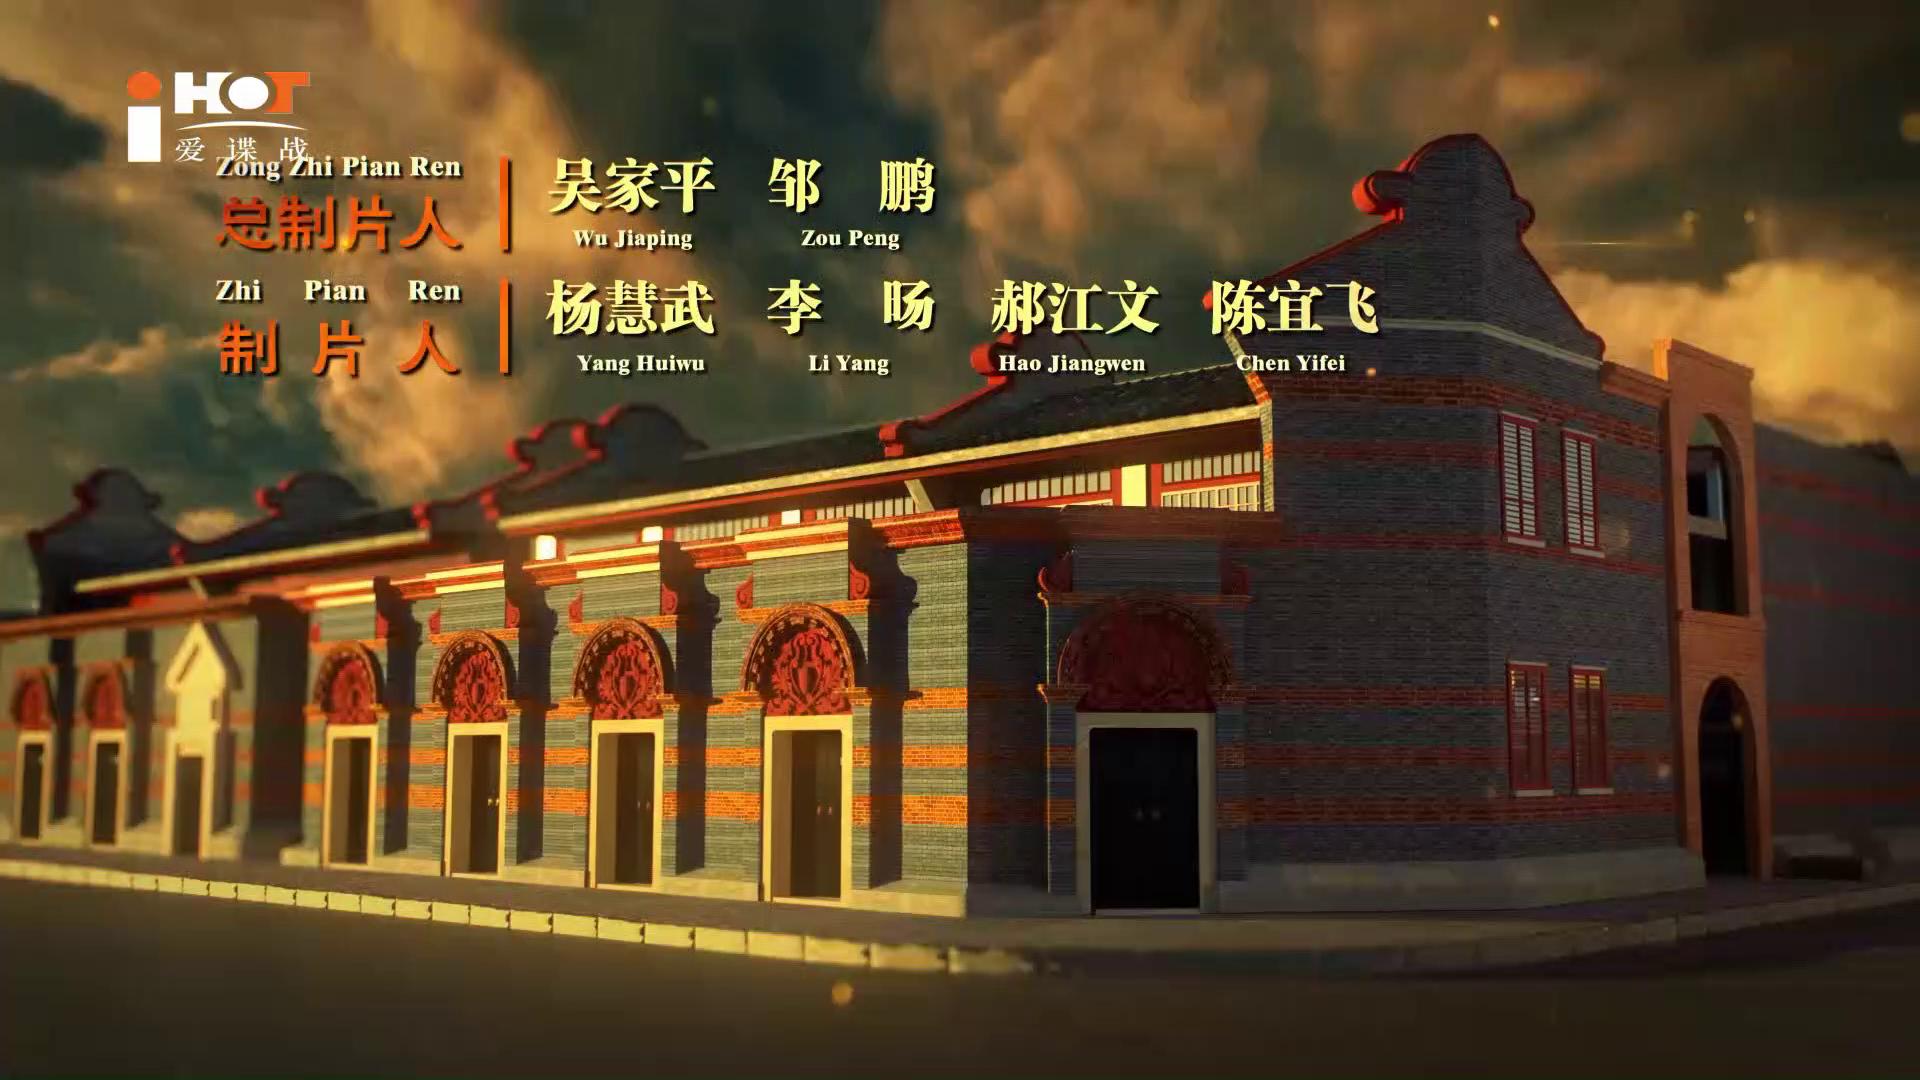 iHOT
爱谍战
Zong Zhi Pian Ren
总制片人
吴家平 邹鹏
Wu Jiaping Zou Peng
Zhi Pian Ren
制片人
杨慧武 李旸 郝江文 陈宜飞
Yang Huiwu Li Yang Hao Jiangwen Chen Yifei